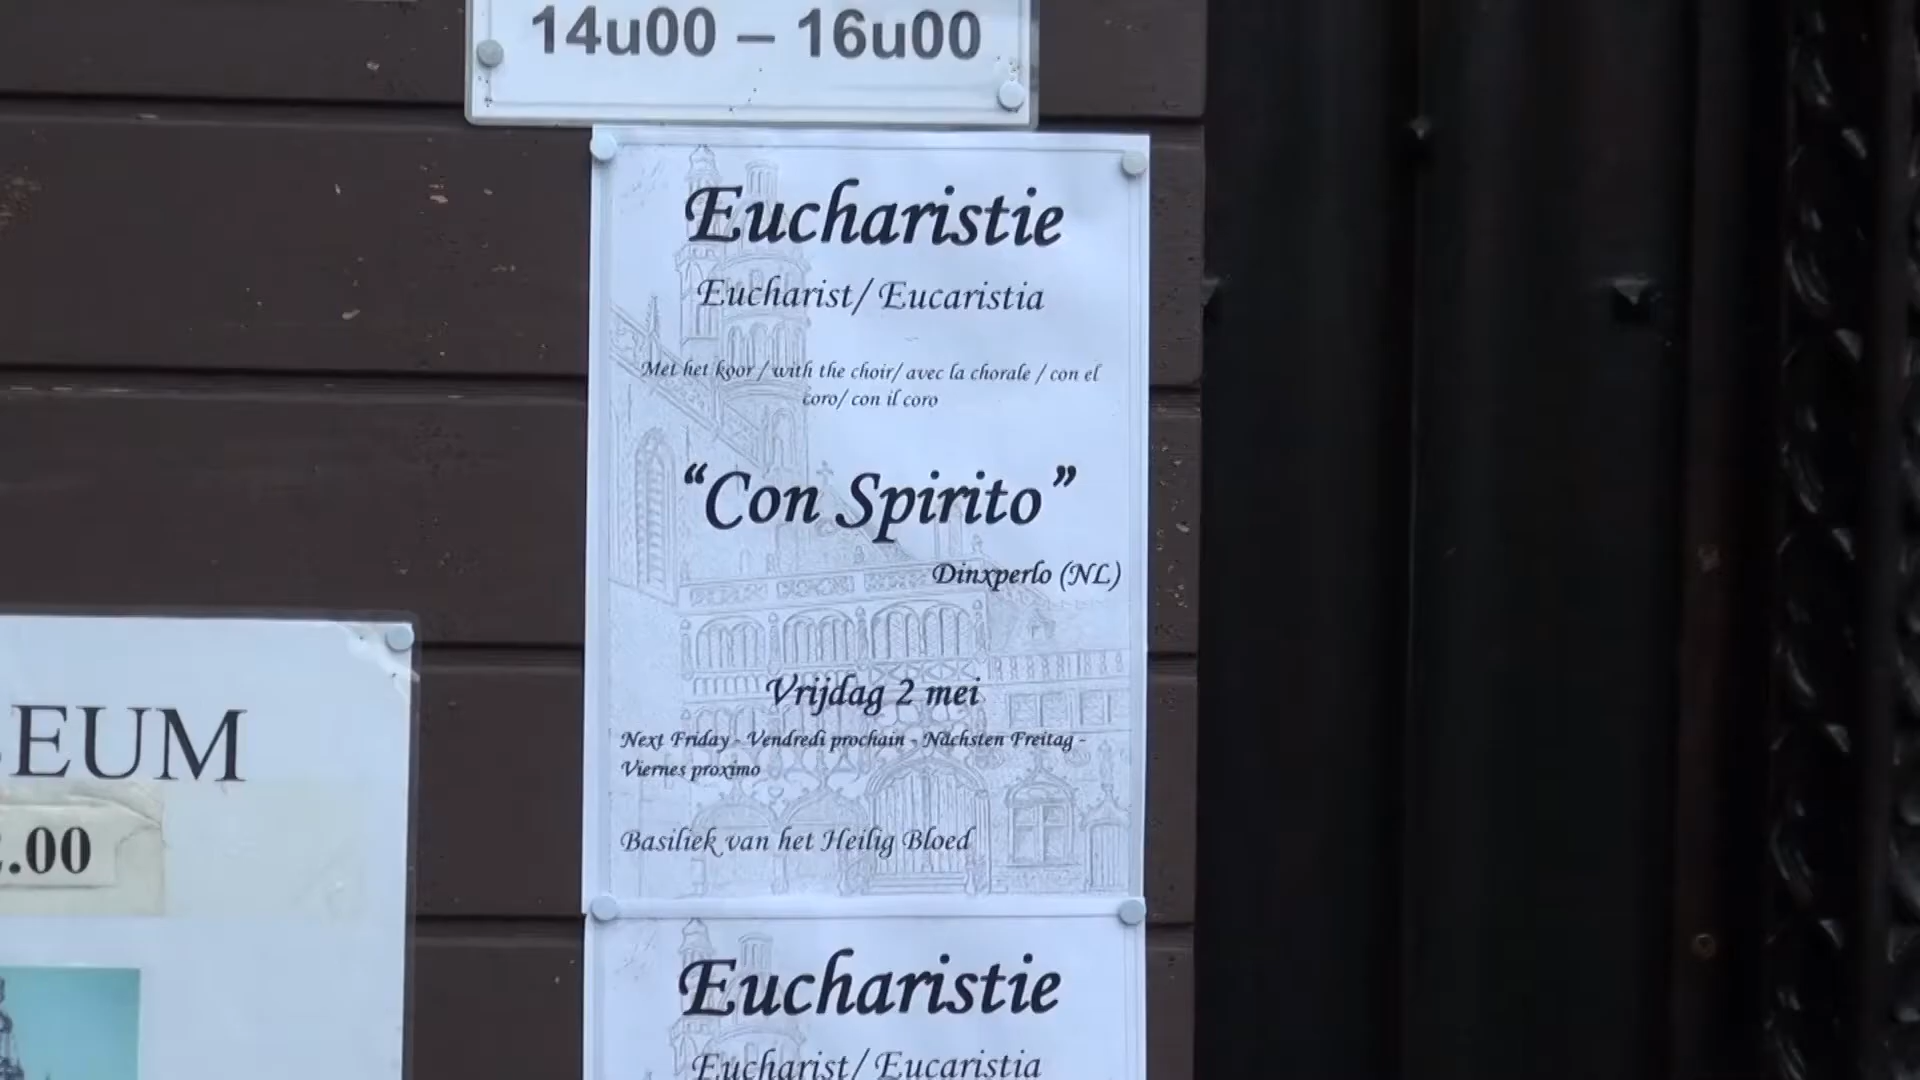 14u00 – 16u00
Eucharistie
Eucharist/ Eucaristia
Met het koor / with the choir/ avec la chorale / con el
coro/ con il coro
“Con Spirito”
Dinxperlo (NL)
Vrijdag 2 mei
Next Friday - Vendredi prochain - Nächsten Freitag -
Viernes proximo
Basiliek van het Heilig Bloed
EUM
.00
Eucharistie
Eucharist/ Eucaristia